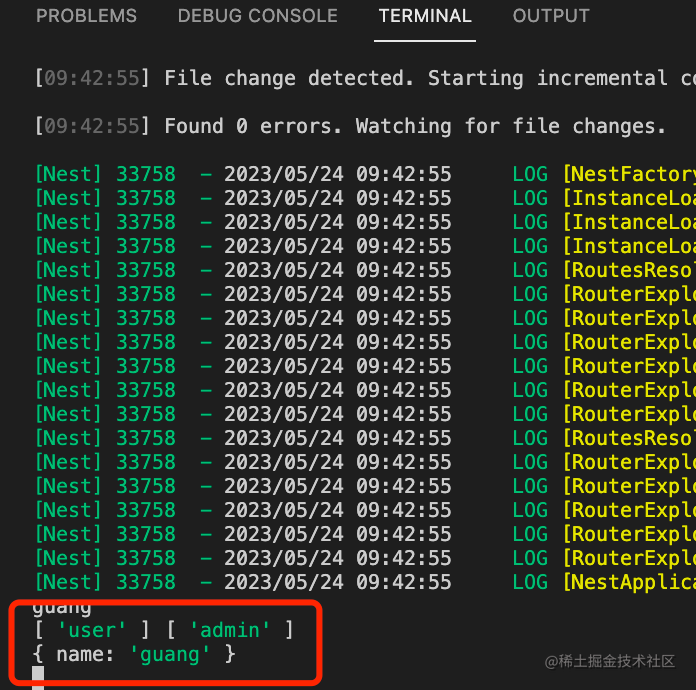 PROBLEMS DEBUG CONSOLE TERMINAL OUTPUT
[09:42:55] File change detected. Starting incremental co
[09:42:55] Found 0 errors. Watching for file changes.
[Nest] 33758  - 2023/05/24 09:42:55     LOG [NestFactory
[Nest] 33758  - 2023/05/24 09:42:55     LOG [InstanceLoa
[Nest] 33758  - 2023/05/24 09:42:55     LOG [InstanceLoa
[Nest] 33758  - 2023/05/24 09:42:55     LOG [InstanceLoa
[Nest] 33758  - 2023/05/24 09:42:55     LOG [RoutesResol
[Nest] 33758  - 2023/05/24 09:42:55     LOG [RouterExplo
[Nest] 33758  - 2023/05/24 09:42:55     LOG [RouterExplo
[Nest] 33758  - 2023/05/24 09:42:55     LOG [RouterExplo
[Nest] 33758  - 2023/05/24 09:42:55     LOG [RouterExplo
[Nest] 33758  - 2023/05/24 09:42:55     LOG [RouterExplo
[Nest] 33758  - 2023/05/24 09:42:55     LOG [RouterExplo
[Nest] 33758  - 2023/05/24 09:42:55     LOG [RoutesResol
[Nest] 33758  - 2023/05/24 09:42:55     LOG [RouterExplo
[Nest] 33758  - 2023/05/24 09:42:55     LOG [RouterExplo
[Nest] 33758  - 2023/05/24 09:42:55     LOG [RouterExplo
[Nest] 33758  - 2023/05/24 09:42:55     LOG [RouterExplo
[Nest] 33758  - 2023/05/24 09:42:55     LOG [RouterExplo
[Nest] 33758  - 2023/05/24 09:42:55     LOG [NestApplica
guang
[ 'user' ] [ 'admin' ]
{ name: 'guang' }
@稀土掘金技术社区